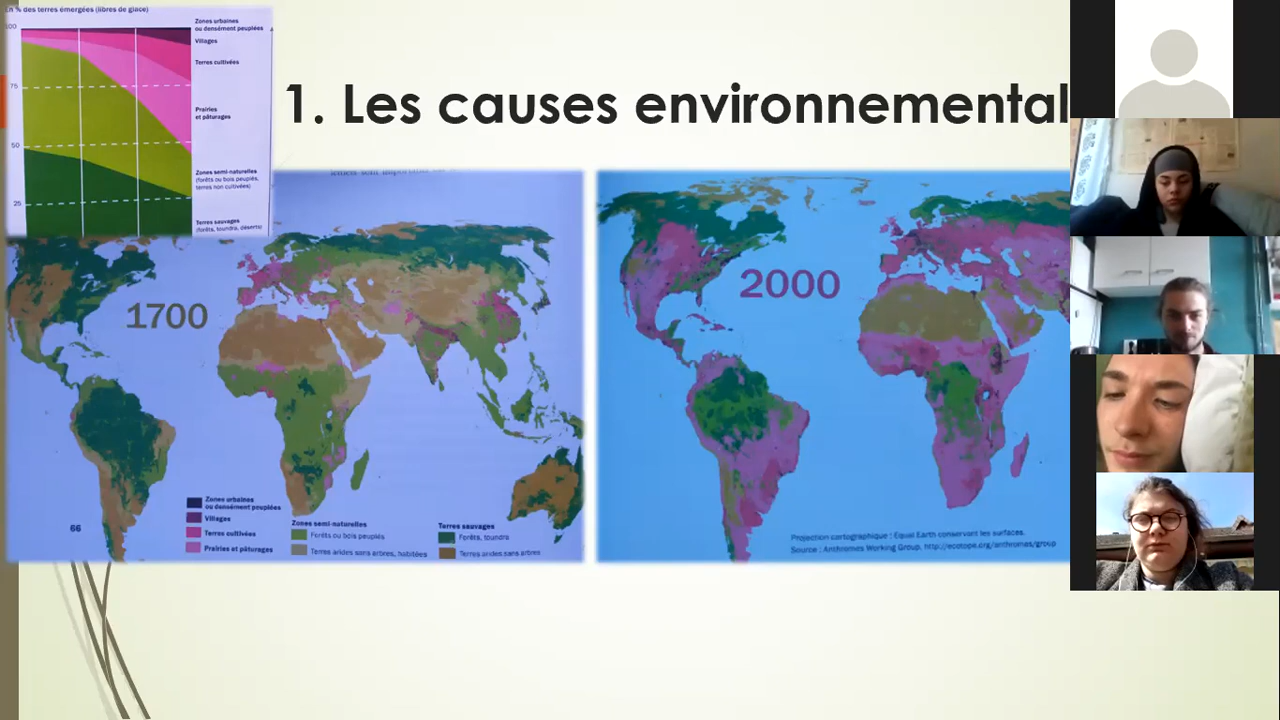 En % des terres émergées (libres de glace)
100
75
50
25
Zones urbaines
ou densément peuplées
Villages
Terres cultivées
Prairies
et pâturages
Zones semi-naturelles
(forêts ou bois peuplés,
terres non cultivées)
Terres sauvages
(forêts, toundra, déserts)
1. Les causes environnemental
1700
2000
66
Zones urbaines
ou densément peuplées
Villages
Terres cultivées
Prairies et pâturages
Zones semi-naturelles
Forêts ou bois peuplés
Terres arides sans arbres, habitées
Terres sauvages
Forêts, toundra
Terres arides sans arbre
Projection cartographique : Equal Earth conservant les surfaces.
Source : Anthromes Working Group, http://ecotope.org/anthromes/group